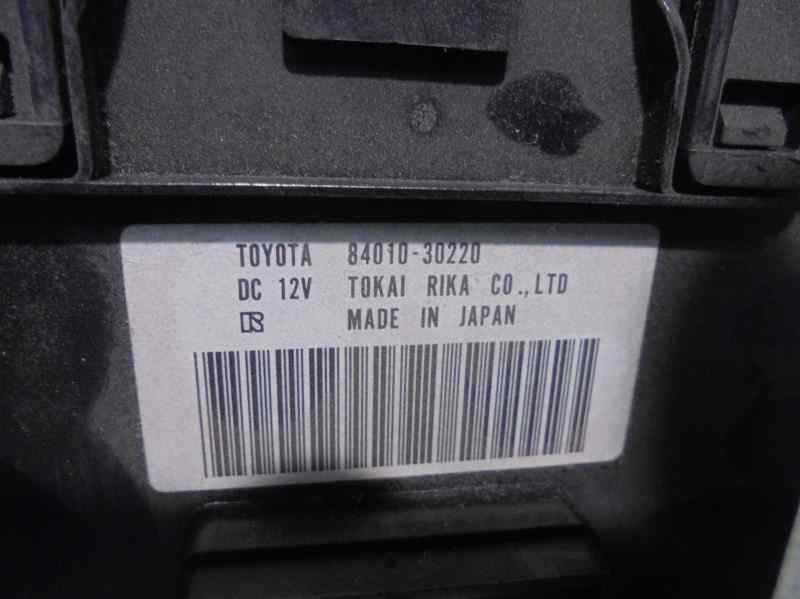 TOYOTA 84010-30220
DC 12V TOKAI RIKA CO.,LTD
R MADE IN JAPAN